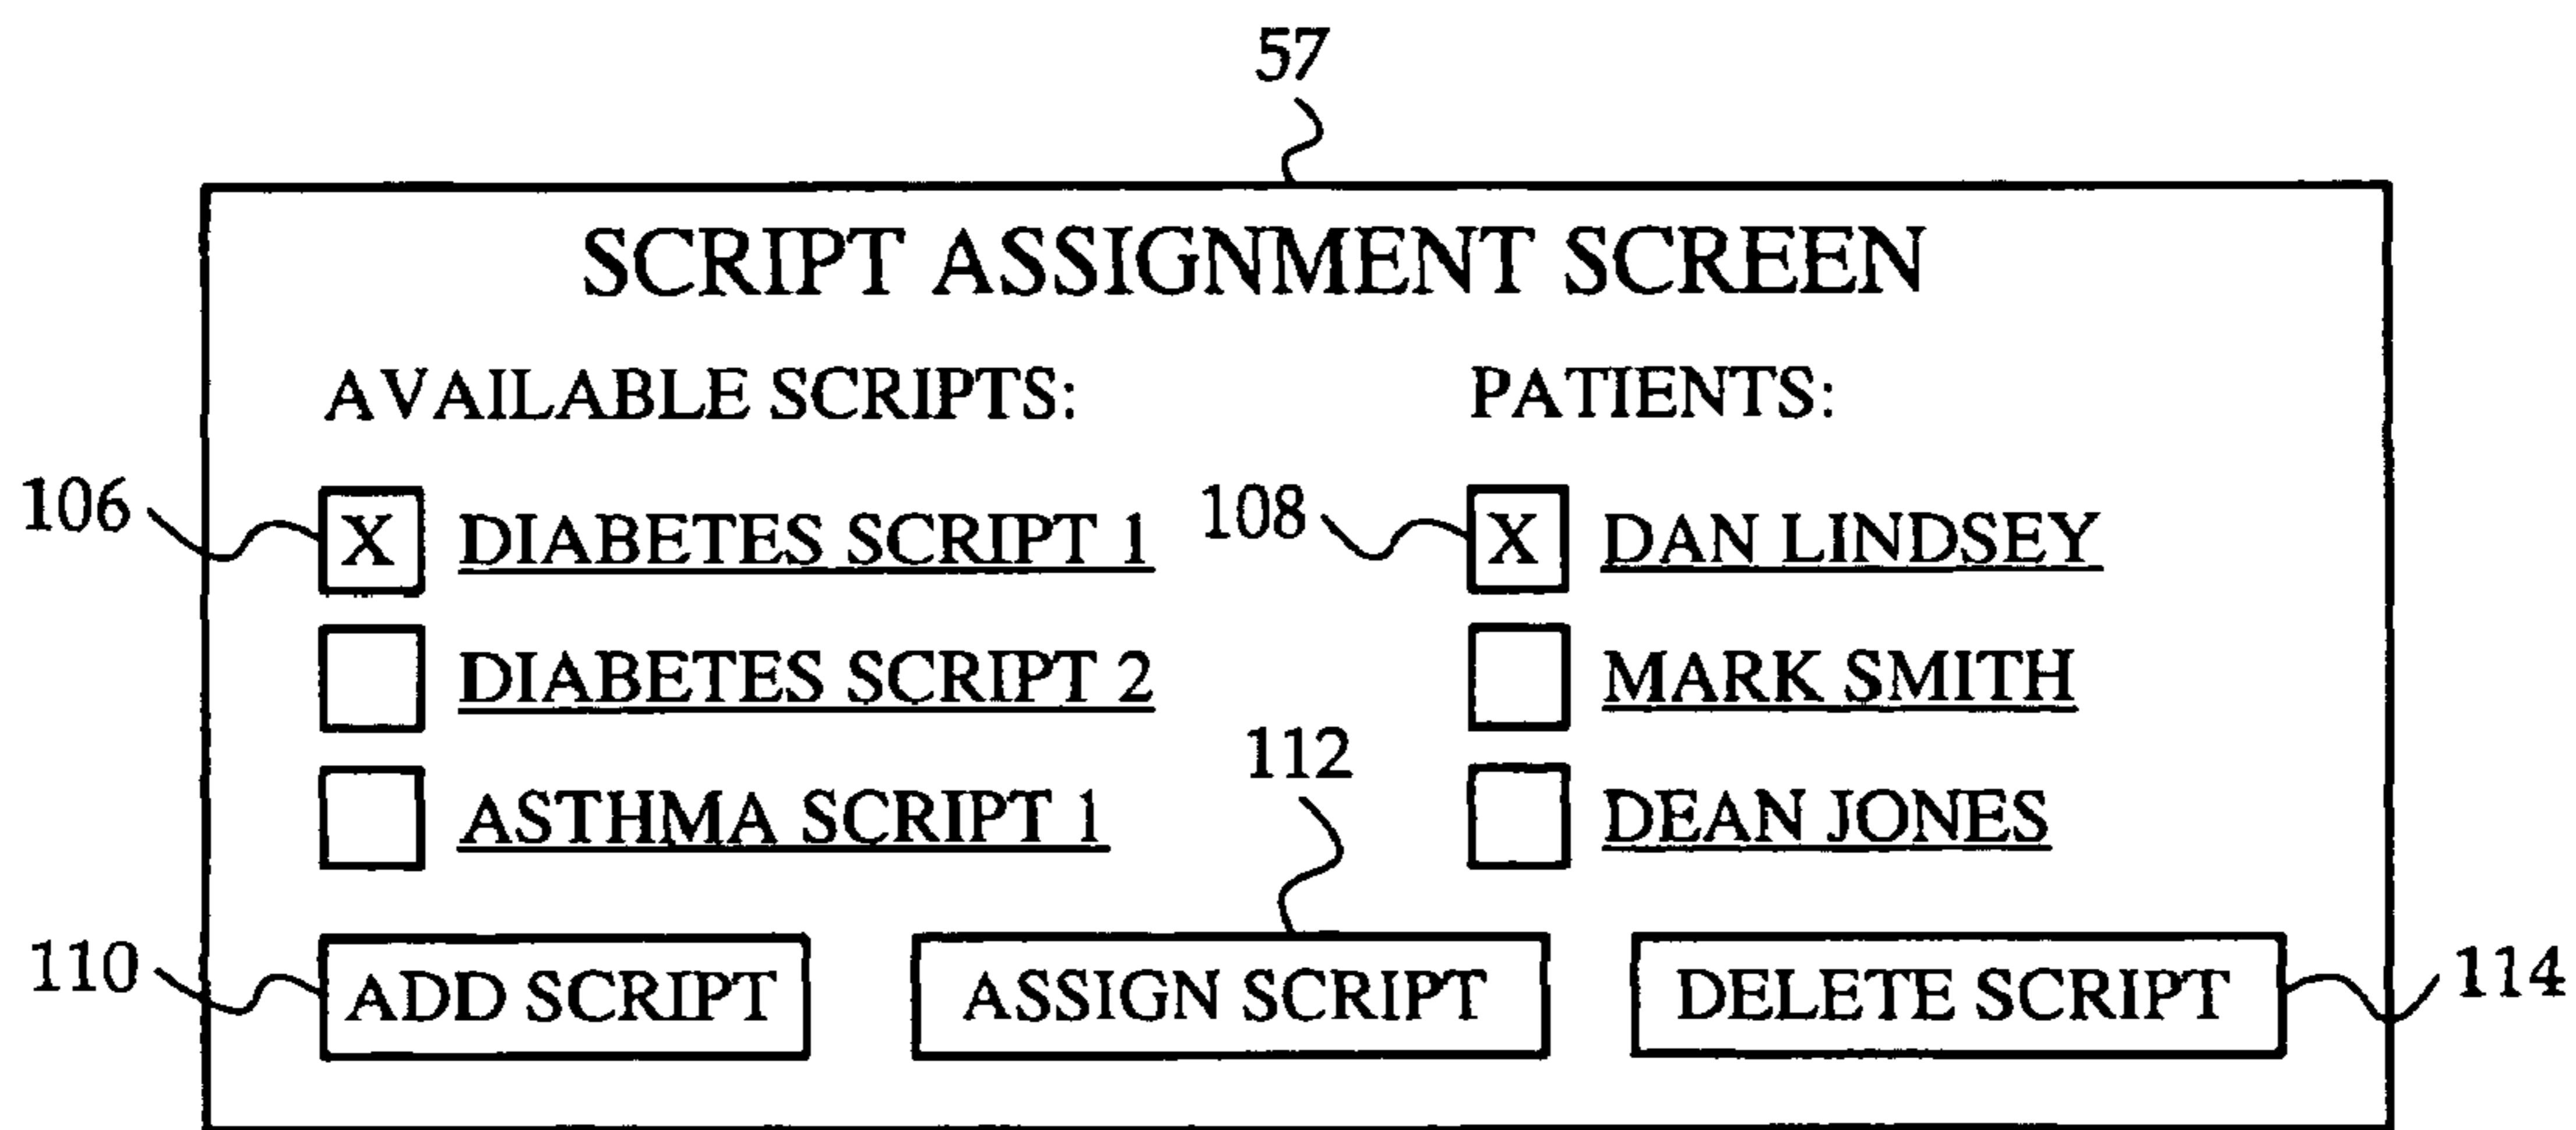 57
SCRIPT ASSIGNMENT SCREEN
AVAILABLE SCRIPTS: PATIENTS:
106 X DIABETES SCRIPT 1 108 X DAN LINDSEY
DIABETES SCRIPT 2 MARK SMITH
112
ASTHMA SCRIPT 1 DEAN JONES
110 ADD SCRIPT ASSIGN SCRIPT DELETE SCRIPT 114